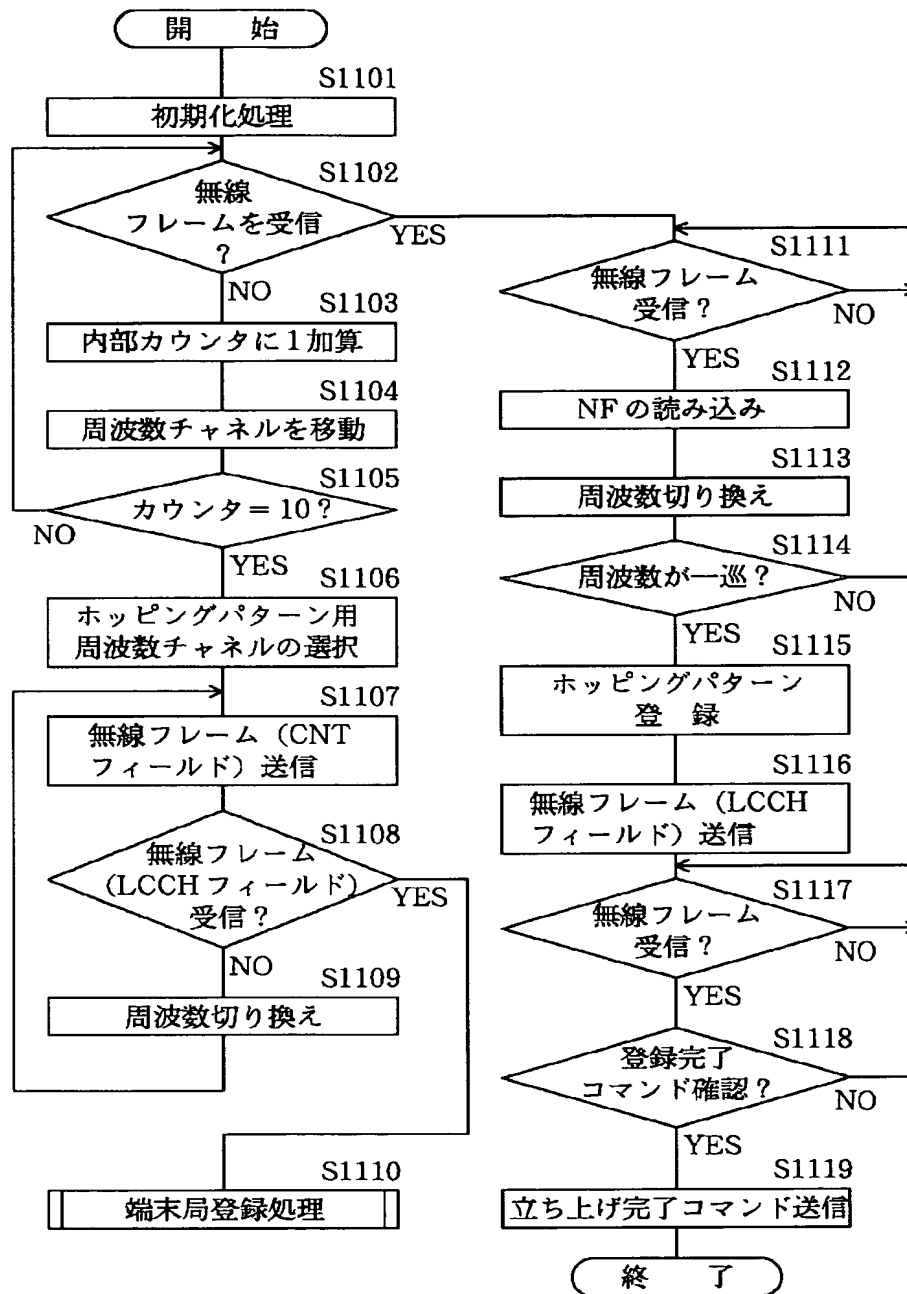 開 始
S1101
初期化処理
S1102
無線
フレームを受信
?
YES
NO
S1103
内部カウンタに1加算
S1104
周波数チャネルを移動
S1105
カウンタ=10?
NO
YES
S1106
ホッピングパターン用
周波数チャネルの選択
S1107
無線フレーム(CNT
フィールド)送信
S1108
無線フレーム
(LCCHフィールド)
受信?
YES
NO
S1109
周波数切り換え
S1110
端末局登録処理
S1111
無線フレーム
受信?
NO
YES
S1112
NFの読み込み
S1113
周波数切り換え
S1114
周波数が一巡?
NO
YES
S1115
ホッピングパターン
登 録
S1116
無線フレーム(LCCH
フィールド)送信
S1117
無線フレーム
受信?
NO
YES
S1118
登録完了
コマンド確認?
NO
YES
S1119
立ち上げ完了コマンド送信
終 了